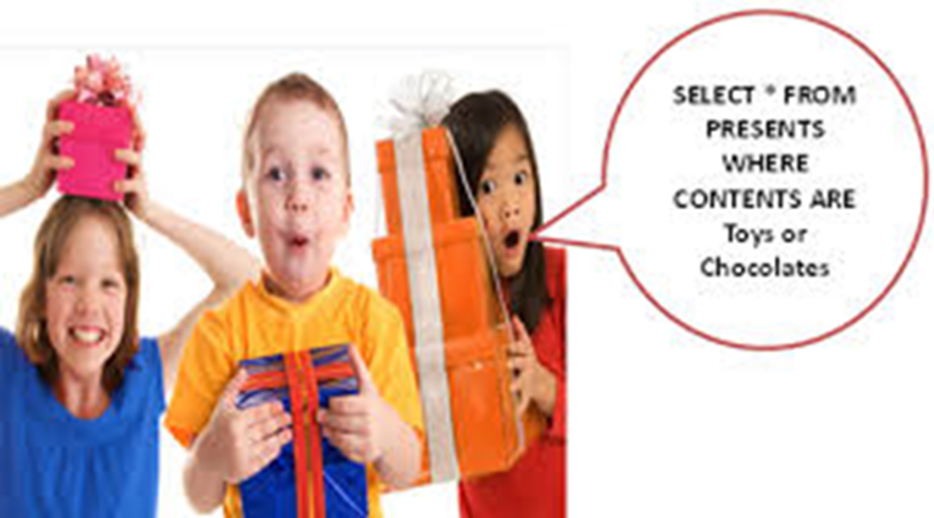 SELECT * FROM
PRESENTS
WHERE
CONTENTS ARE
Toys or
Chocolates